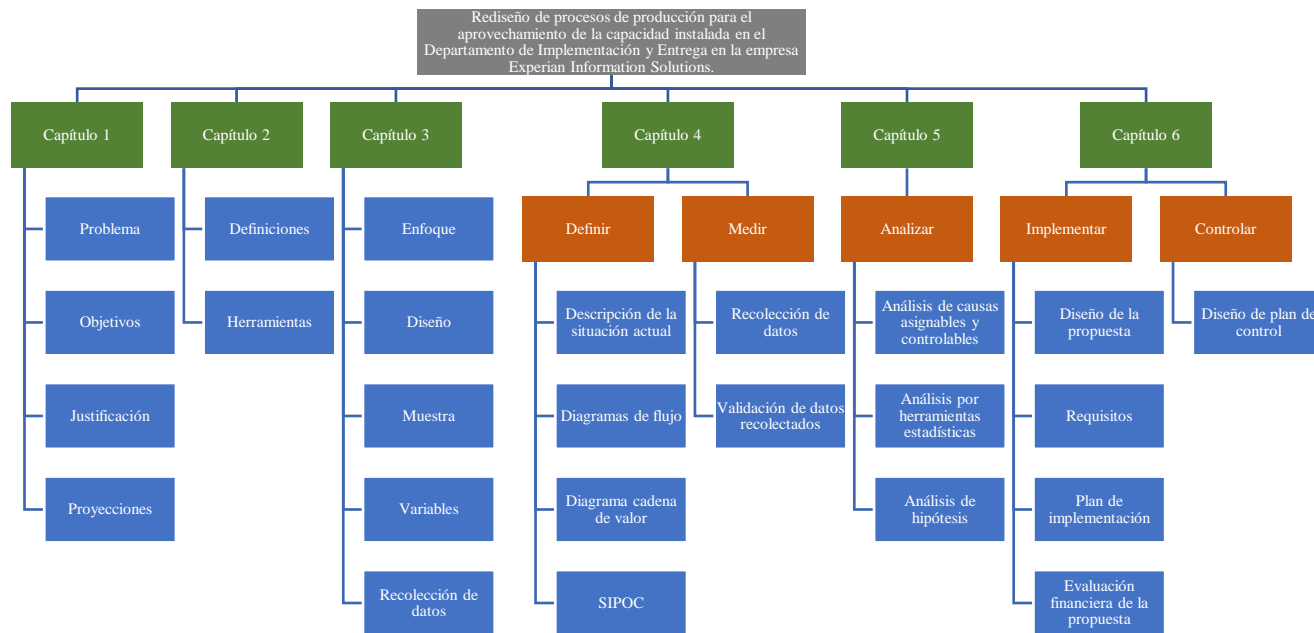 Rediseño de procesos de producción para el
aprovechamiento de la capacidad instalada en el
Departamento de Implementación y Entrega en la empresa
Experian Information Solutions.
Capítulo 1
Capítulo 2
Capítulo 3
Capítulo 4
Capítulo 5
Capítulo 6
Problema
Objetivos
Justificación
Proyecciones
Definiciones
Herramientas
Enfoque
Diseño
Muestra
Variables
Recolección de
datos
Definir
Descripción de la
situación actual
Diagramas de flujo
Diagrama cadena
de valor
SIPOC
Medir
Recolección de
datos
Validación de datos
recolectados
Analizar
Análisis de causas
asignables y
controlables
Análisis por
herramientas
estadísticas
Análisis de
hipótesis
Implementar
Diseño de la
propuesta
Requisitos
Plan de
implementación
Evaluación
financiera de la
propuesta
Controlar
Diseño de plan de
control